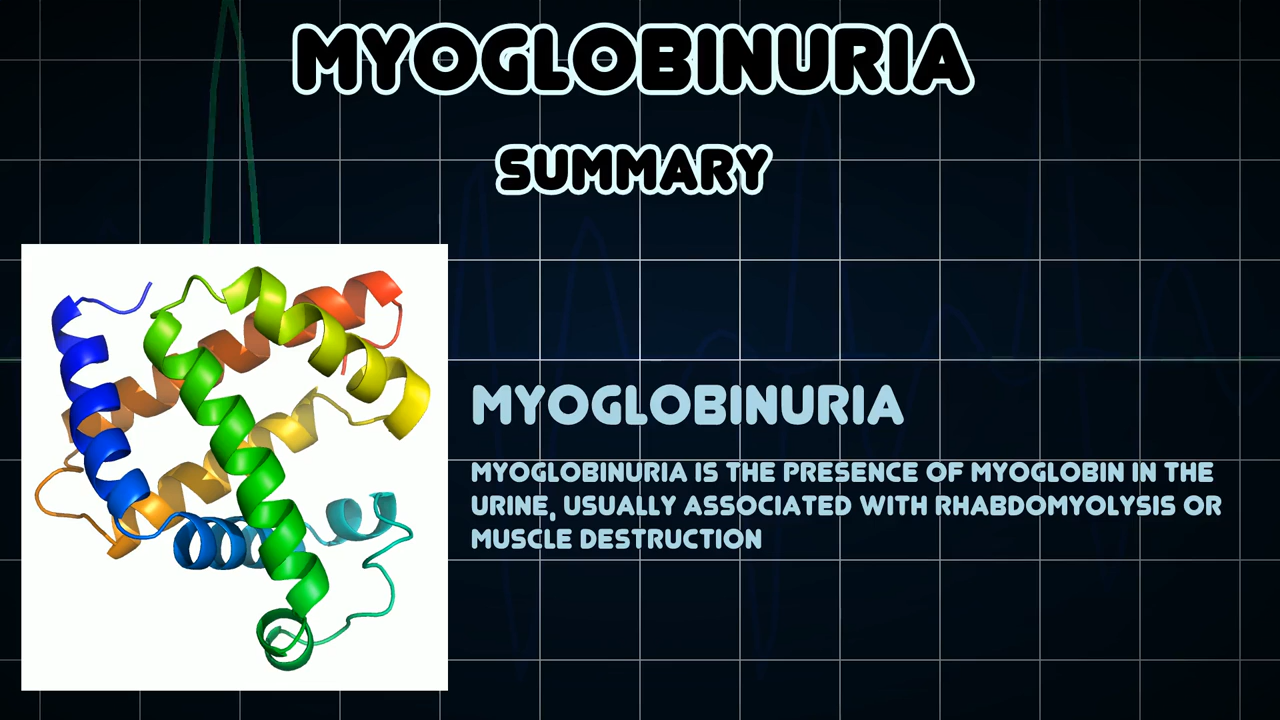 MYOGLOBINURIA
SUMMARY
MYOGLOBINURIA
MYOGLOBINURIA IS THE PRESENCE OF MYOGLOBIN IN THE
URINE, USUALLY ASSOCIATED WITH RHABDOMYOLYSIS OR
MUSCLE DESTRUCTION